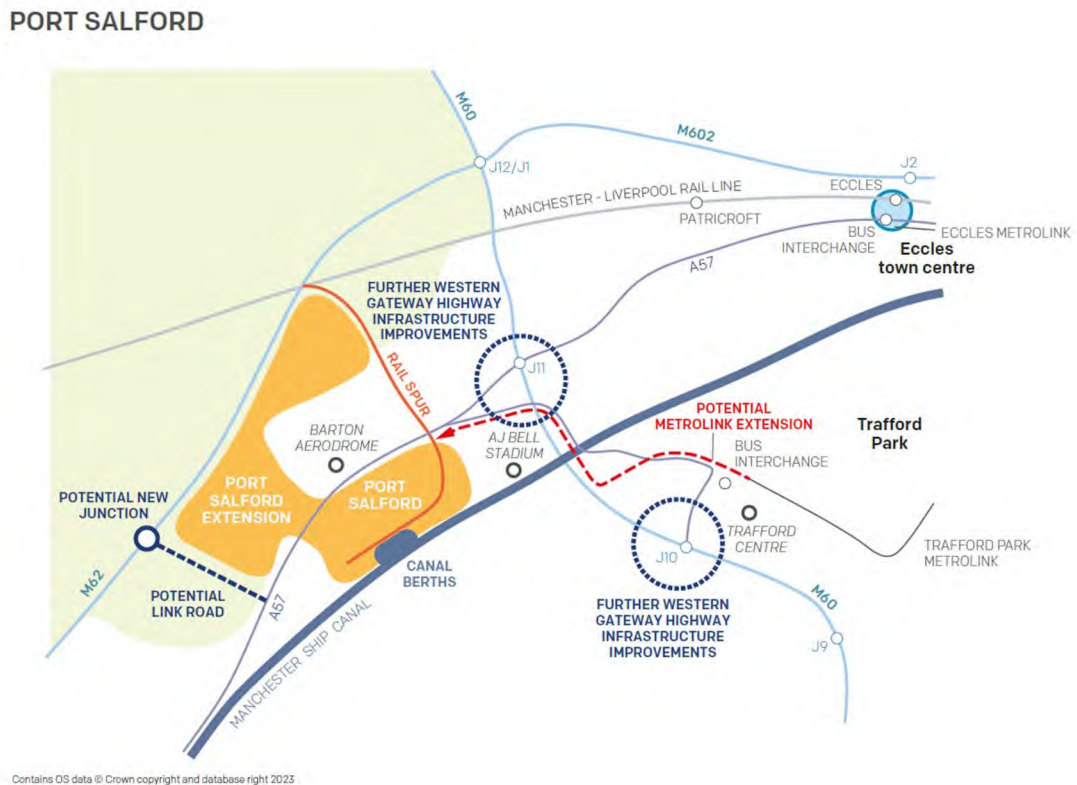 PORT SALFORD
M60
M602
J12/J1
J2
MANCHESTER - LIVERPOOL RAIL LINE
ECCLES
PATRICROFT
BUS
INTERCHANGE
ECCLES METROLINK
Eccles
town centre
A57
FURTHER WESTERN
GATEWAY HIGHWAY
INFRASTRUCTURE
IMPROVEMENTS
J11
RAIL SPUR
BARTON
AERODROME
AJ BELL
STADIUM
POTENTIAL
METROLINK EXTENSION
BUS
INTERCHANGE
Trafford
Park
PORT
SALFORD
EXTENSION
PORT
SALFORD
POTENTIAL NEW
JUNCTION
TRAFFORD
CENTRE
J10
TRAFFORD PARK
METROLINK
CANAL
BERTHS
M62
POTENTIAL
LINK ROAD
A57
MANCHESTER SHIP CANAL
FURTHER WESTERN
GATEWAY HIGHWAY
INFRASTRUCTURE
IMPROVEMENTS
M60
J9
Contains OS data © Crown copyright and database right 2023